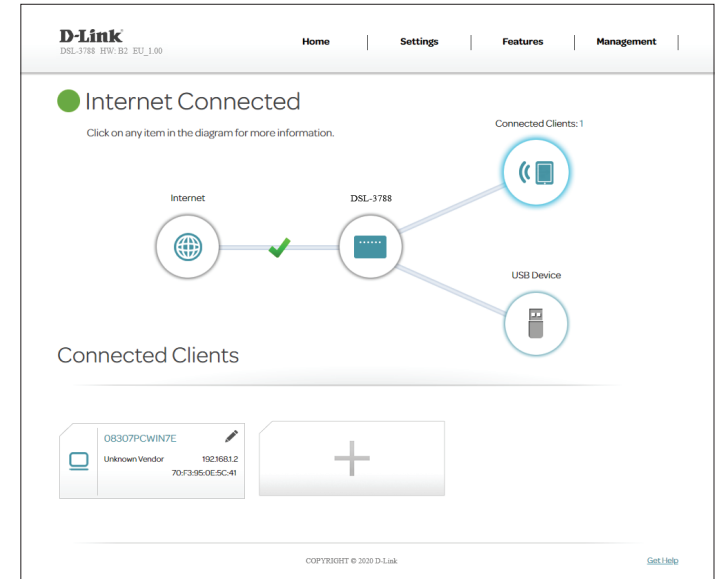 D-Link
DSL-3788 HW: B2 EU_1.00
Home
Settings
Features
Management
Internet Connected
Click on any item in the diagram for more information.
Connected Clients: 1
Internet
DSL-3788
USB Device
Connected Clients
08307PCWIN7E
Unknown Vendor 192.168.1.2
70:F3:95:0E:5C:41
COPYRIGHT © 2020 D-Link
Get Help